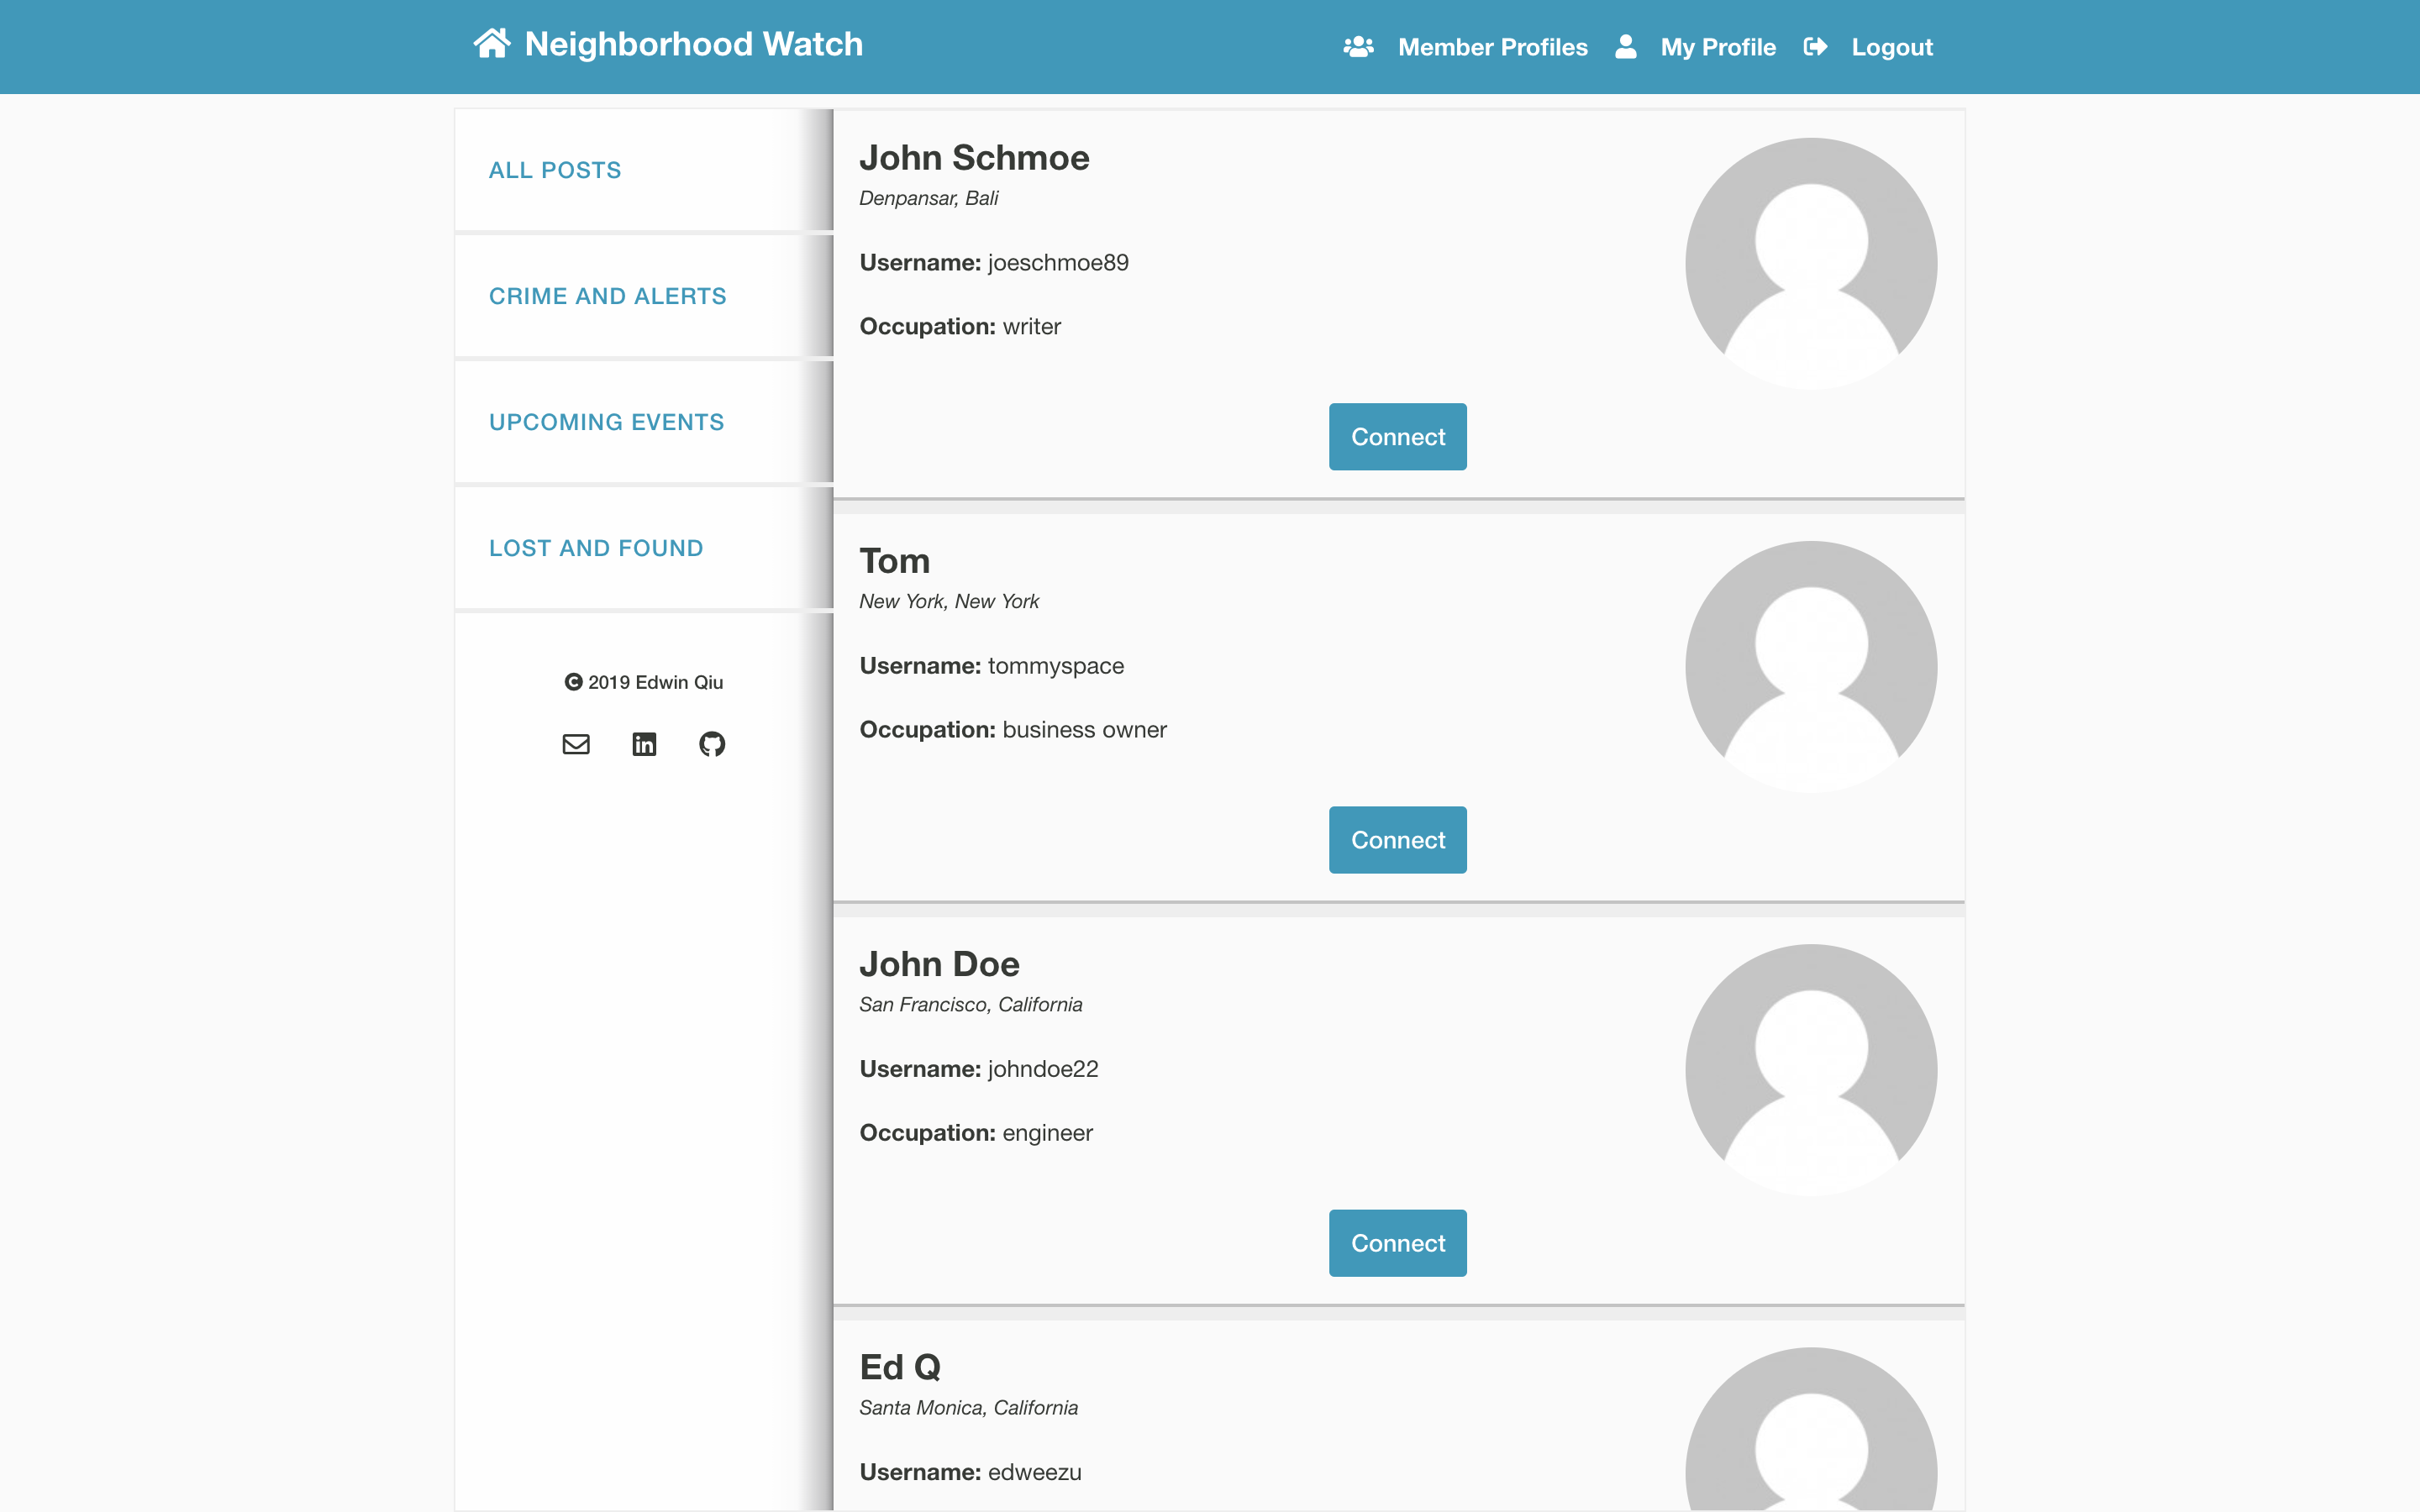 Neighborhood Watch
Member Profiles
My Profile
Logout
ALL POSTS
CRIME AND ALERTS
UPCOMING EVENTS
LOST AND FOUND
© 2019 Edwin Qiu
John Schmoe
Denpansar, Bali
Username: joeschmoe89
Occupation: writer
Connect
Tom
New York, New York
Username: tommyspace
Occupation: business owner
Connect
John Doe
San Francisco, California
Username: johndoe22
Occupation: engineer
Connect
Ed Q
Santa Monica, California
Username: edweezu